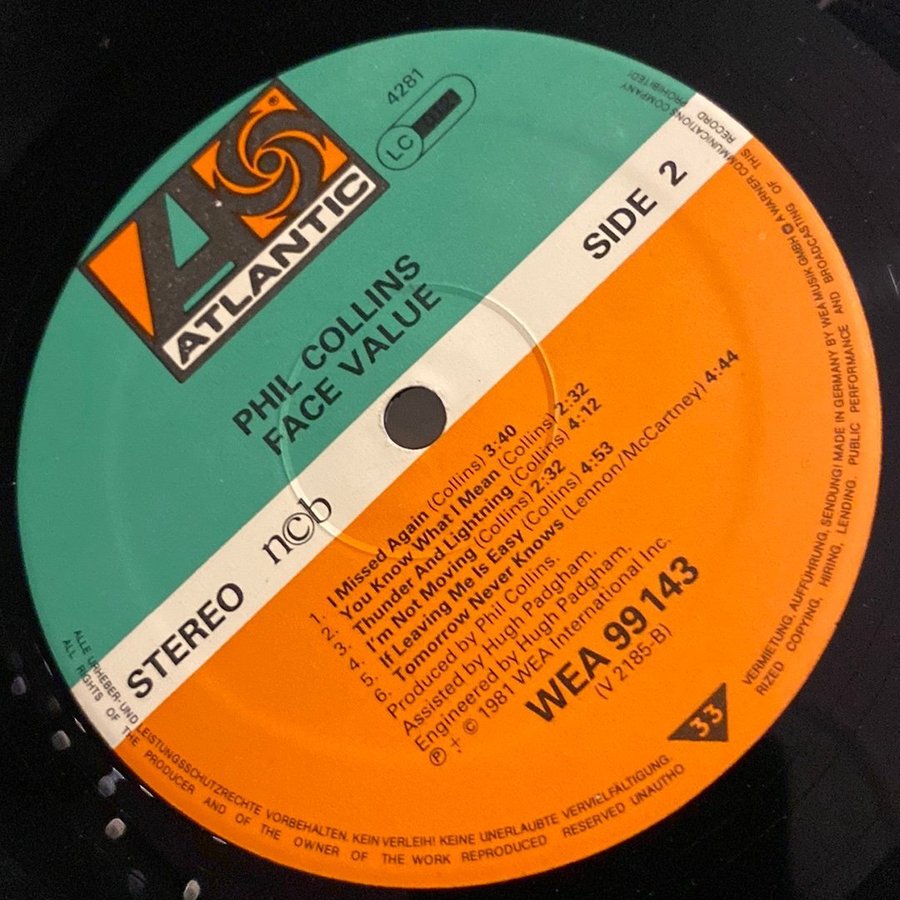 4281
LC
®
ATLANTIC
SIDE 2
PHIL COLLINS
FACE VALUE
STEREO
ncb
1. I Missed Again (Collins) 3:40
2. You Know What I Mean (Collins) 2:32
3. Thunder And Lightning (Collins) 4:12
4. I'm Not Moving (Collins) 2:32
5. If Leaving Me Is Easy (Collins) 4:53
6. Tomorrow Never Knows (Lennon/McCartney) 4:44
Produced by Phil Collins.
Assisted by Hugh Padgham.
Engineered by Hugh Padgham.
℗ + © 1981 WEA International Inc.
WEA 99 143
(V 2185-B)
33
ALLE URHEBER- UND LEISTUNGSSCHUTZRECHTE VORBEHALTEN. KEIN VERLEIH! KEINE UNERLAUBTE VERVIELFÄLTIGUNG, VERMIETUNG, AUFFÜHRUNG, SENDUNG! MADE IN GERMANY BY WEA MUSIK GMBH A WARNER COMMUNICATIONS COMPANY
ALL RIGHTS OF THE PRODUCER AND OF THE OWNER OF THE WORK REPRODUCED RESERVED UNAUTHORIZED COPYING, HIRING, LENDING, PUBLIC PERFORMANCE AND BROADCASTING OF THIS RECORD PROHIBITED!